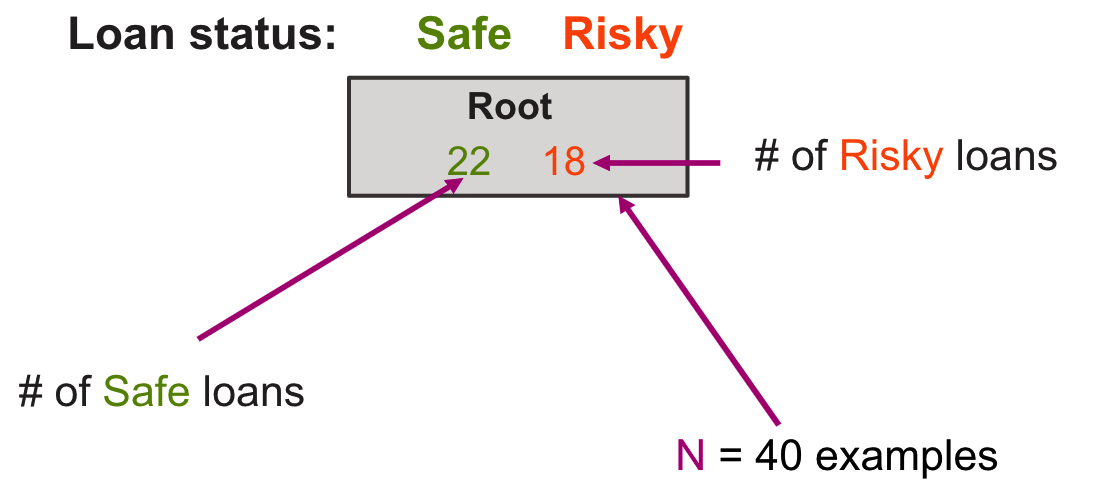 Loan status: Safe Risky
Root
22 18
# of Risky loans
# of Safe loans
N = 40 examples